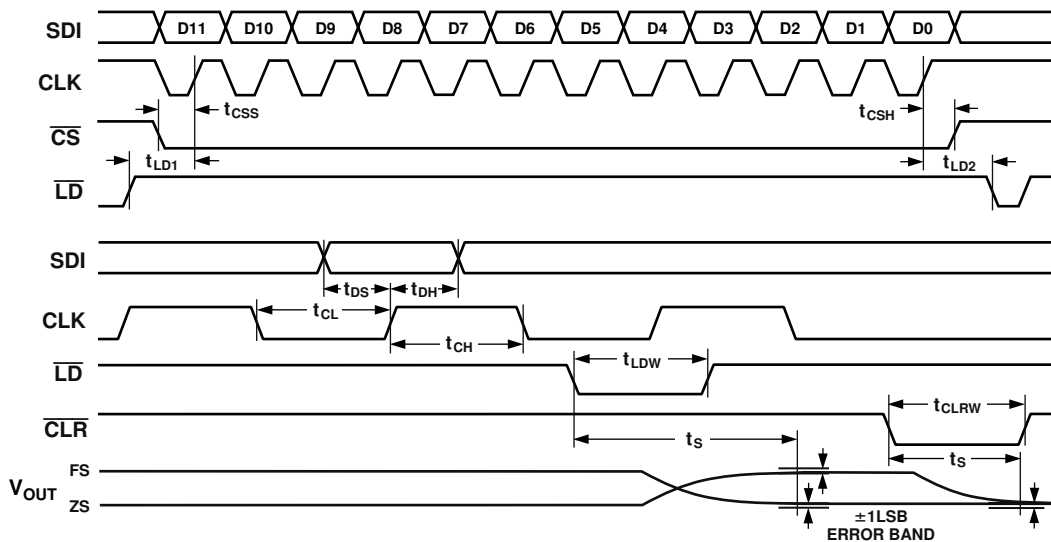 SDI D11 D10 D9 D8 D7 D6 D5 D4 D3 D2 D1 D0
CLK
tCSS tCSH
CS
tLD1 tLD2
LD
SDI
tDS tDH
tCL
CLK
tCH
tLDW
LD
tCLRW
CLR
tS tS
FS
VOUT
ZS
±1LSB
ERROR BAND